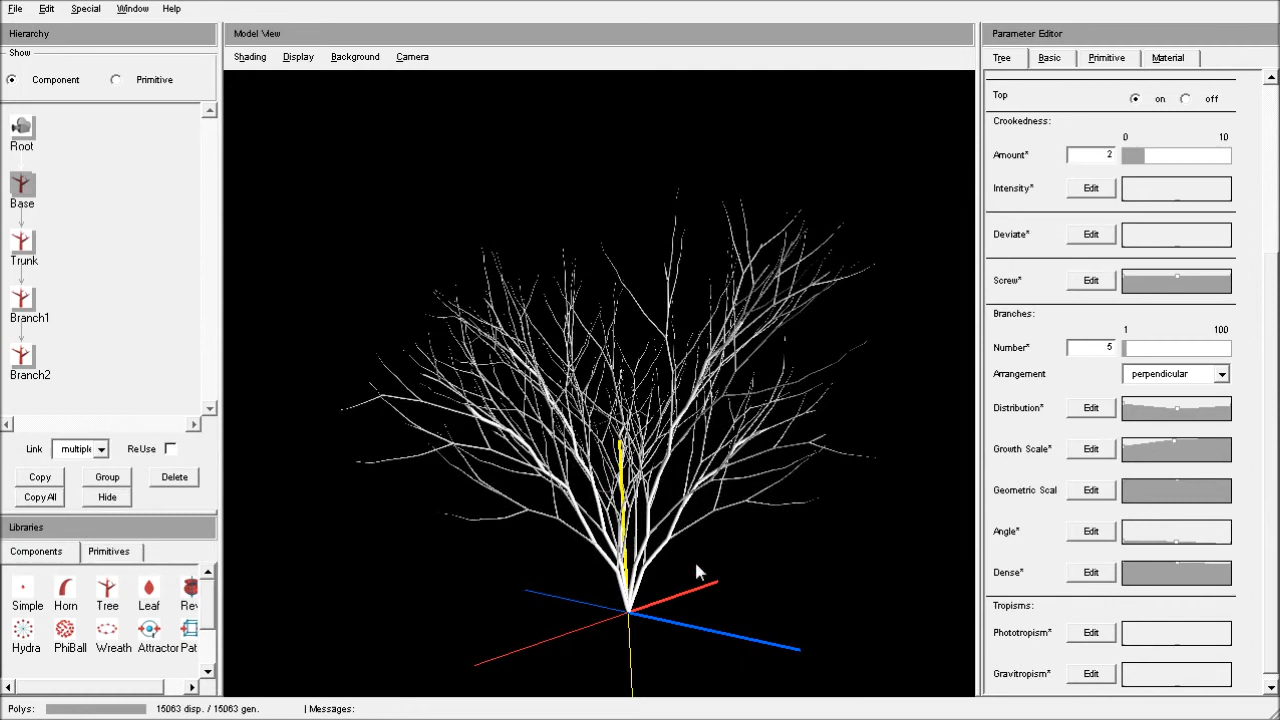 File Edit Special Window Help
Hierarchy
Model View
Parameter Editor
Show
Component Primitive
Shading Display Background Camera
Tree Basic Primitive Material
Root
Base
Trunk
Branch1
Branch2
Link multiple ReUse
Copy Group Delete
Copy All Hide
Libraries
Components Primitives
Simple Horn Tree Leaf Rev
Hydra Wreath Attractor Pat
Top on off
Crookedness:
0 10
Amount* 2
Intensity* Edit
Deviate* Edit
Screw* Edit
Branches:
1 100
Number* 5
Arrangement perpendicular
Distribution* Edit
Growth Scale* Edit
Geometric Scal Edit
Angle* Edit
Dense* Edit
Tropisms:
Phototropism* Edit
Gravitropism* Edit
Polys: 15063 disp. / 15063 gen. | Messages: